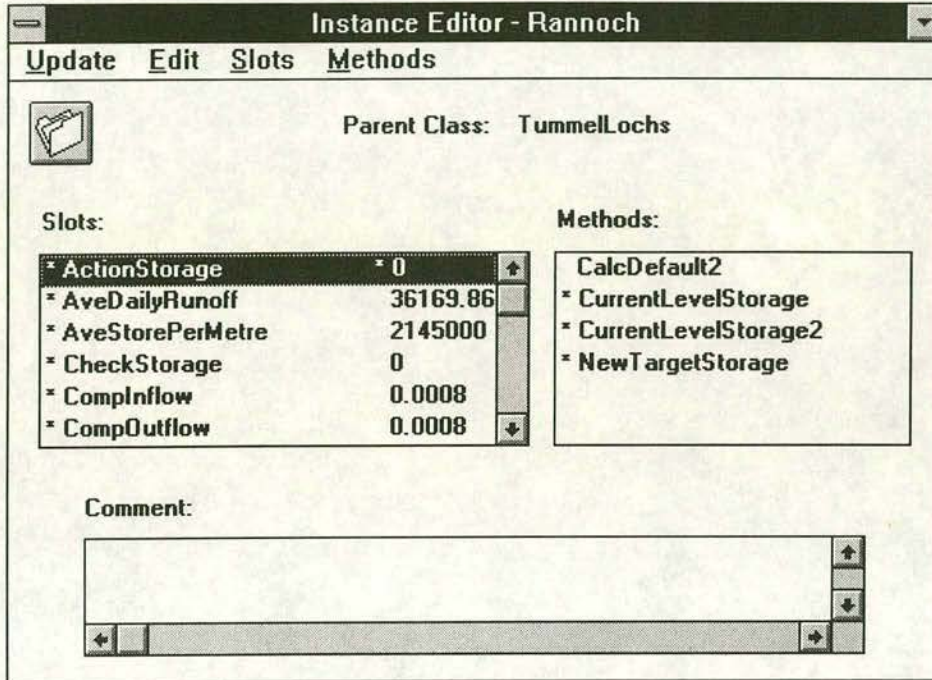 Instance Editor - Rannoch
Update Edit Slots Methods
Parent Class: TummelLochs
Slots:
* ActionStorage * 0
* AveDailyRunoff 36169.86
* AveStorePerMetre 2145000
* CheckStorage 0
* CompInflow 0.0008
* CompOutflow 0.0008
Methods:
CalcDefault2
* CurrentLevelStorage
* CurrentLevelStorage2
* NewTargetStorage
Comment: